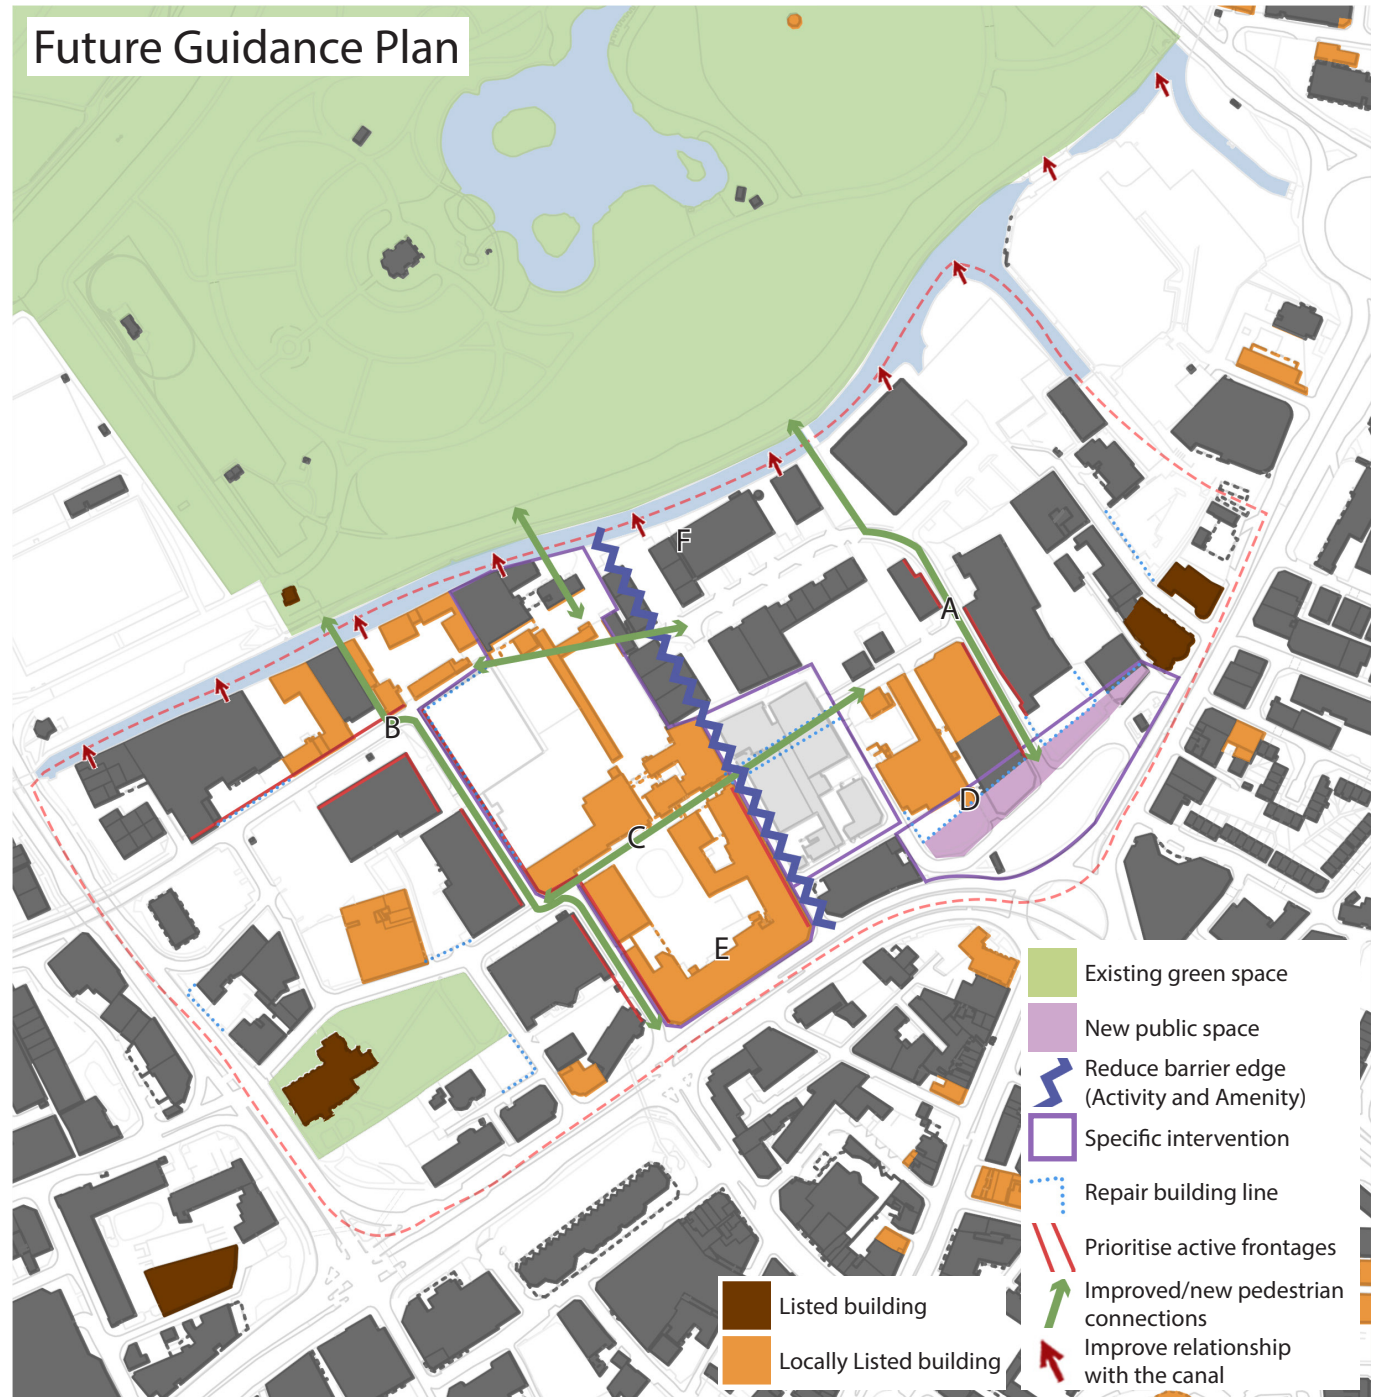 Future Guidance Plan
F
A
B
D
C
E
Existing green space
New public space
Reduce barrier edge
(Activity and Amenity)
Specific intervention
Repair building line
Prioritise active frontages
Improved/new pedestrian
connections
Improve relationship
with the canal
Listed building
Locally Listed building